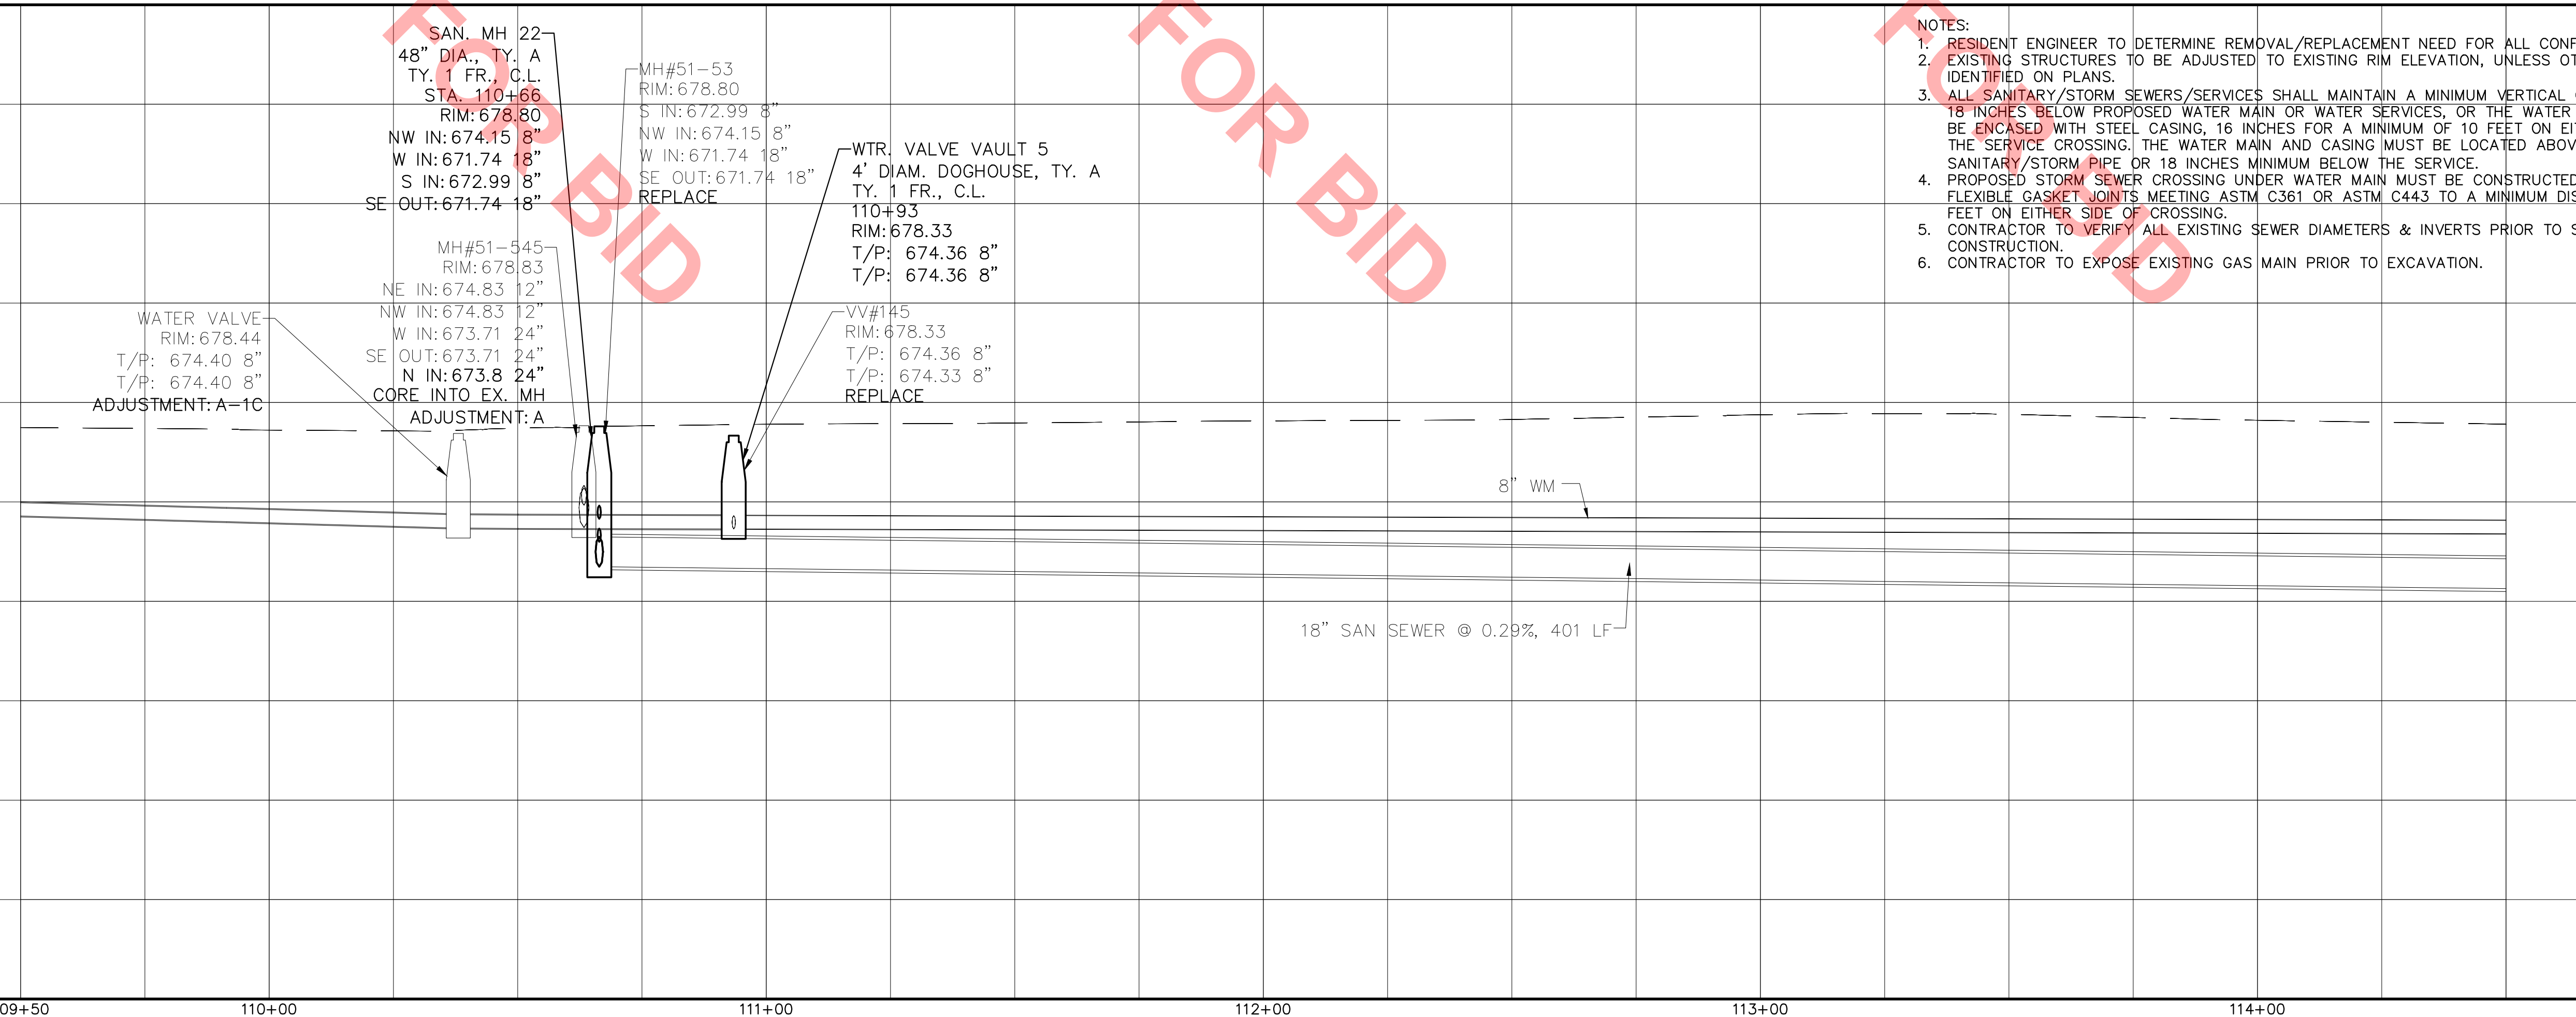 SAN. MH 22
48" DIA., TY. A
TY. 1 FR., C.L.
STA. 110+66
RIM:678.80
NW IN:674.15 8"
W IN:671.74 18"
S IN:672.99 8"
SE OUT:671.74 18"
MH#51-53
RIM:678.80
S IN:672.99 8"
NW IN:674.15 8"
W IN:671.74 18"
SE OUT:671.74 18"
REPLACE
WTR. VALVE VAULT 5
4' DIAM. DOGHOUSE, TY. A
TY. 1 FR., C.L.
110+93
RIM:678.33
T/P: 674.36 8"
T/P: 674.36 8"
MH#51-545
RIM:678.83
NE IN:674.83 12"
NW IN:674.83 12"
W IN:673.71 24"
SE OUT:673.71 24"
N IN:673.8 24"
CORE INTO EX. MH
ADJUSTMENT:A
WATER VALVE
RIM:678.44
T/P: 674.40 8"
T/P: 674.40 8"
ADJUSTMENT:A-1C
VV#145
RIM:678.33
T/P: 674.36 8"
T/P: 674.33 8"
REPLACE
NOTES:
1. RESIDENT ENGINEER TO DETERMINE REMOVAL/REPLACEMENT NEED FOR ALL
2. EXISTING STRUCTURES TO BE ADJUSTED TO EXISTING RIM ELEVATION, UNLESS
IDENTIFIED ON PLANS.
3. ALL SANITARY/STORM SEWERS/SERVICES SHALL MAINTAIN A MINIMUM VERTICAL
18 INCHES BELOW PROPOSED WATER MAIN OR WATER SERVICES, OR THE WATER
BE ENCASED WITH STEEL CASING, 16 INCHES FOR A MINIMUM OF 10 FEET ON
THE SERVICE CROSSING. THE WATER MAIN AND CASING MUST BE LOCATED
SANITARY/STORM PIPE OR 18 INCHES MINIMUM BELOW THE SERVICE.
4. PROPOSED STORM SEWER CROSSING UNDER WATER MAIN MUST BE CONSTRUCTED
FLEXIBLE GASKET JOINTS MEETING ASTM C361 OR ASTM C443 TO A MINIMUM
FEET ON EITHER SIDE OF CROSSING.
5. CONTRACTOR TO VERIFY ALL EXISTING SEWER DIAMETERS & INVERTS PRIOR TO
CONSTRUCTION.
6. CONTRACTOR TO EXPOSE EXISTING GAS MAIN PRIOR TO EXCAVATION.
FOR BID
FOR BID
FOR BID
8" WM
18" SAN SEWER @ 0.29%, 401 LF
09+50
110+00
111+00
112+00
113+00
114+00